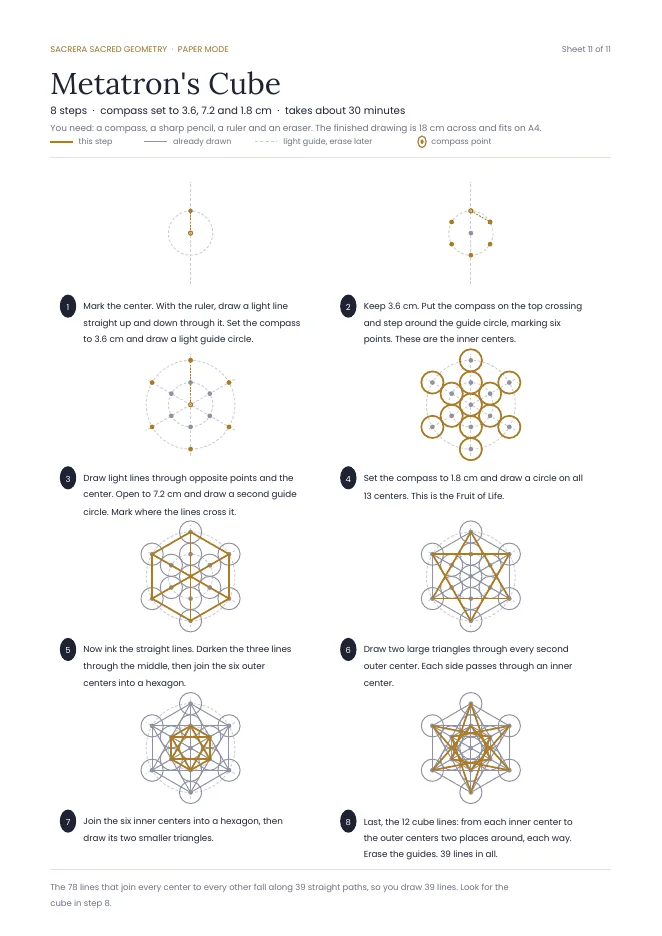 SACRERA SACRED GEOMETRY · PAPER MODE
Sheet 11 of 11
Metatron's Cube
8 steps · compass set to 3.6, 7.2 and 1.8 cm · takes about 30 minutes
You need: a compass, a sharp pencil, a ruler and an eraser. The finished drawing is 18 cm across and fits on A4.
this step already drawn light guide, erase later compass point
1 Mark the center. With the ruler, draw a light line
straight up and down through it. Set the compass
to 3.6 cm and draw a light guide circle.
2 Keep 3.6 cm. Put the compass on the top crossing
and step around the guide circle, marking six
points. These are the inner centers.
3 Draw light lines through opposite points and the
center. Open to 7.2 cm and draw a second guide
circle. Mark where the lines cross it.
4 Set the compass to 1.8 cm and draw a circle on all
13 centers. This is the Fruit of Life.
5 Now ink the straight lines. Darken the three lines
through the middle, then join the six outer
centers into a hexagon.
6 Draw two large triangles through every second
outer center. Each side passes through an inner
center.
7 Join the six inner centers into a hexagon, then
draw its two smaller triangles.
8 Last, the 12 cube lines: from each inner center to
the outer centers two places around, each way.
Erase the guides. 39 lines in all.
The 78 lines that join every center to every other fall along 39 straight paths, so you draw 39 lines. Look for the
cube in step 8.